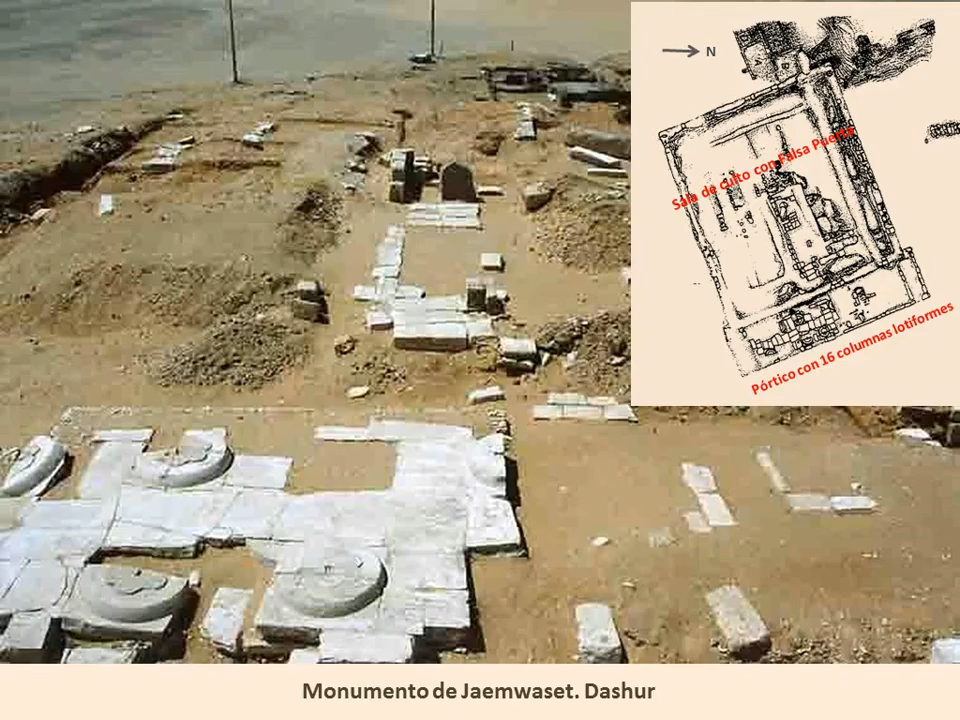 N
Sala de culto con Falsa Puerta
Pórtico con 16 columnas lotiformes
Monumento de Jaemwaset. Dashur